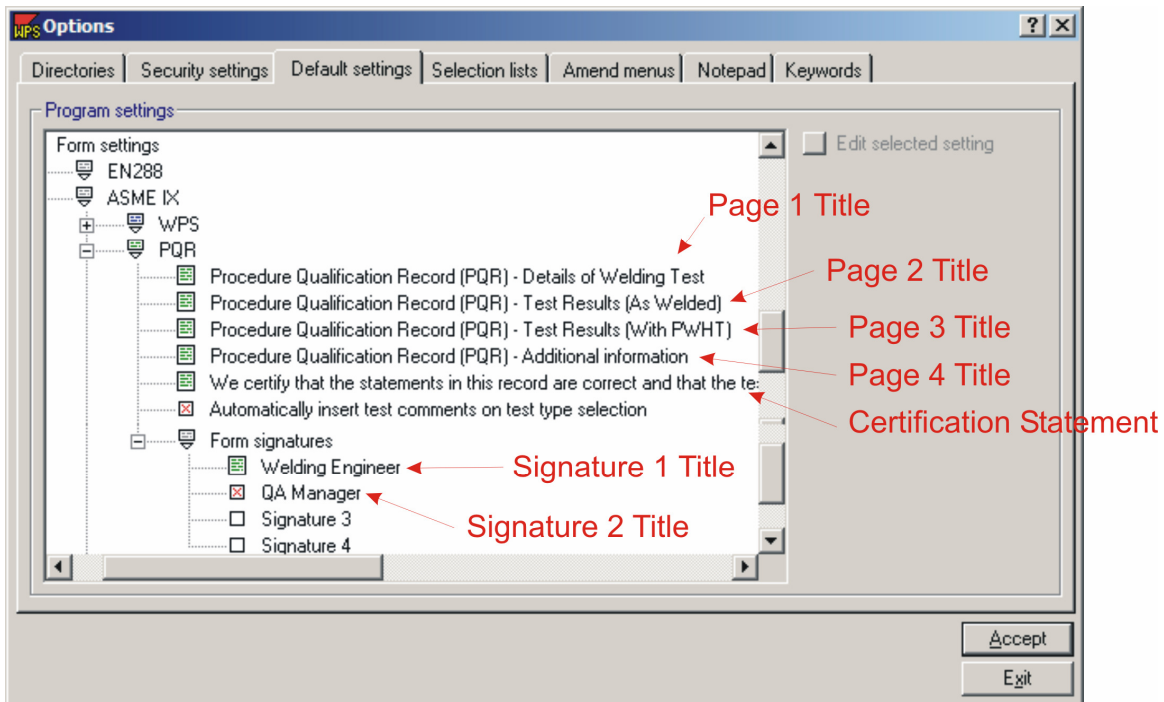 WPS Options
Directories Security settings Default settings Selection lists Amend menus Notepad Keywords
Program settings
Form settings
Edit selected setting
EN288
ASME IX
Page 1 Title
WPS
PQR
Procedure Qualification Record (PQR) - Details of Welding Test
Page 2 Title
Procedure Qualification Record (PQR) - Test Results (As Welded)
Procedure Qualification Record (PQR) - Test Results (With PWHT)
Page 3 Title
Procedure Qualification Record (PQR) - Additional information
Page 4 Title
We certify that the statements in this record are correct and that the te
Automatically insert test comments on test type selection
Certification Statement
Form signatures
Welding Engineer
Signature 1 Title
QA Manager
Signature 3
Signature 2 Title
Signature 4
Accept
Exit